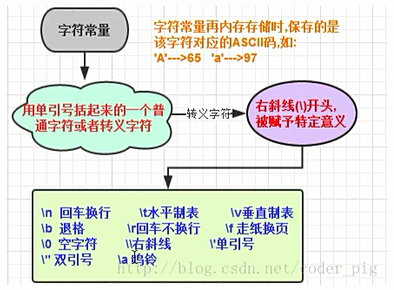 字符常量
字符常量再内存存储时,保存的是
该字符对应的ASCII码,如:
'A'--->65 'a'--->97
用单引号括起来的一个普
通字符或者转义字符
转义字符
右斜线(\)开头,
被赋予特定意义
\n 回车换行 \t水平制表 \v垂直制表
\b 退格 \r回车不换行 \f 走纸换页
\0 空字符 \\右斜线 \'单引号
\" 双引号 \a 鸣铃
http://blog.csdn.net/coder_pig